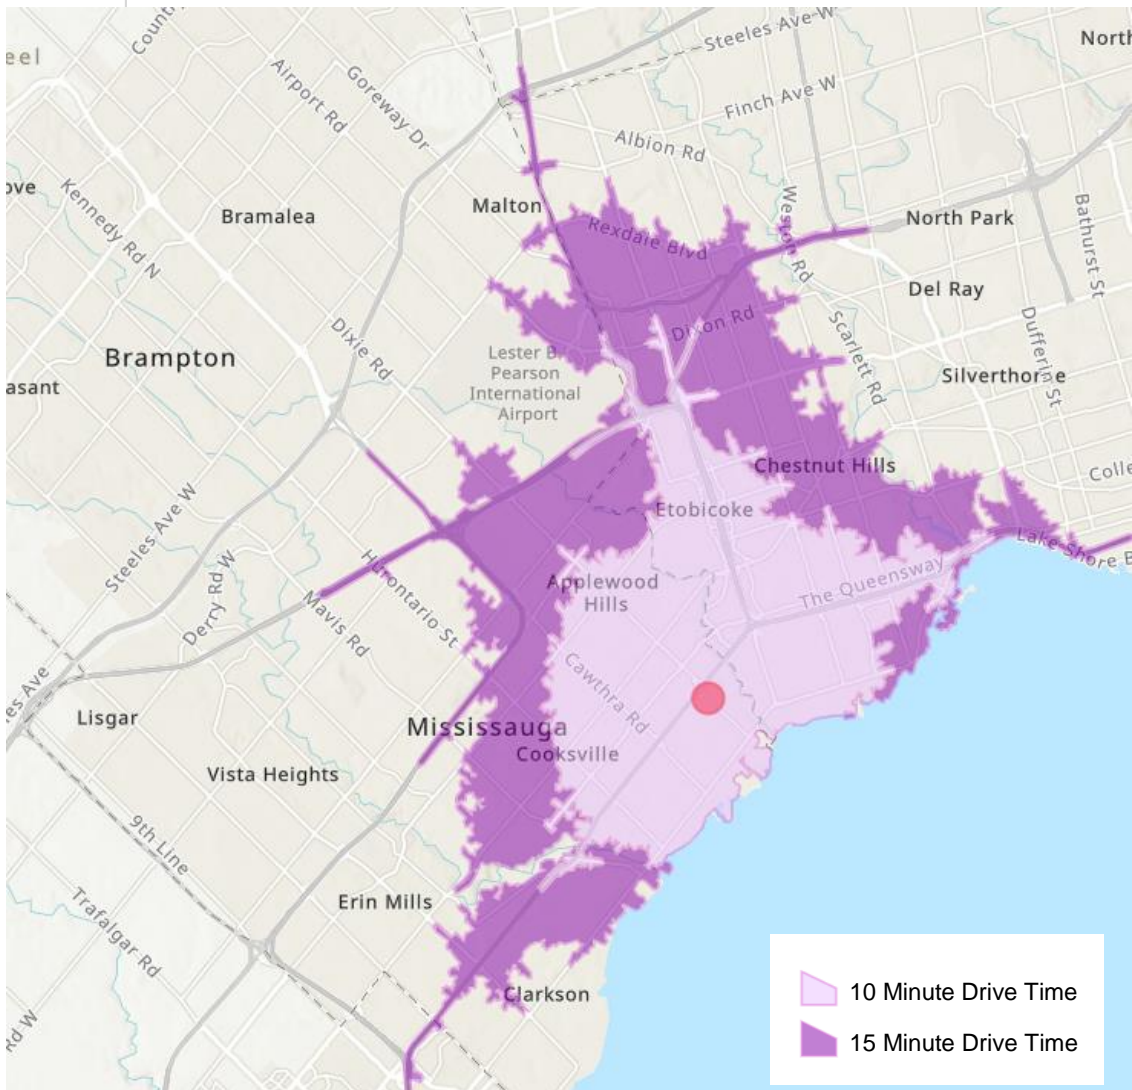 Steeles Ave W
North
Country
eel
Goreway Dr
Airport Rd
Finch Ave W
Albion Rd
ove
Kennedy Rd N
Bramalea
Malton
Weston Rd
North Park
Bathurst St
Rexdale Blvd
Del Ray
Dixie Rd
Dixon Rd
Scarlett Rd
Dufferin St
Brampton
Lester B.
Pearson
International
Airport
asant
Silverthorne
Chestnut Hills
Colle
Steeles Ave W
Etobicoke
Lake Shore B
Hurontario St
Applewood
Hills
The Queensway
Derry Rd W
Mavis Rd
Cawthra Rd
les Ave
Lisgar
Mississauga
Cooksville
Vista Heights
9th Line
Erin Mills
Trafalgar Rd
Clarkson
10 Minute Drive Time
Rd W
15 Minute Drive Time